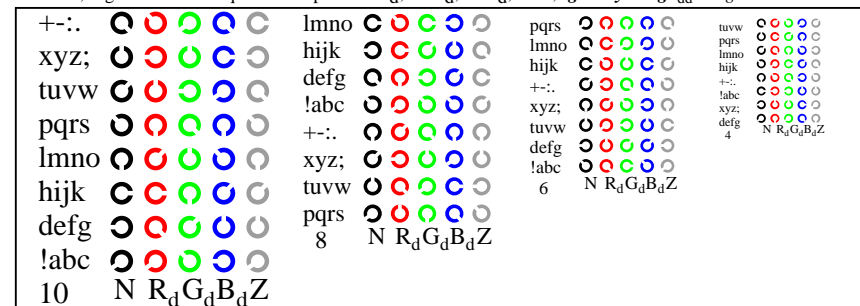 +-:.
xyz;
tuvw
pqrs
lmno
hijk
defg
!abc
10 N RdGdBdZ
lmno
hijk
defg
!abc
+-:.
xyz;
tuvw
pqrs
8 N RdGdBdZ
pqrs
lmno
hijk
+-:.
xyz;
tuvw
defg
!abc
6 N RdGdBdZ
tuvw
pqrs
lmno
hijk
+-:.
!abc
xyz;
defg
4 N RdGdBdZ